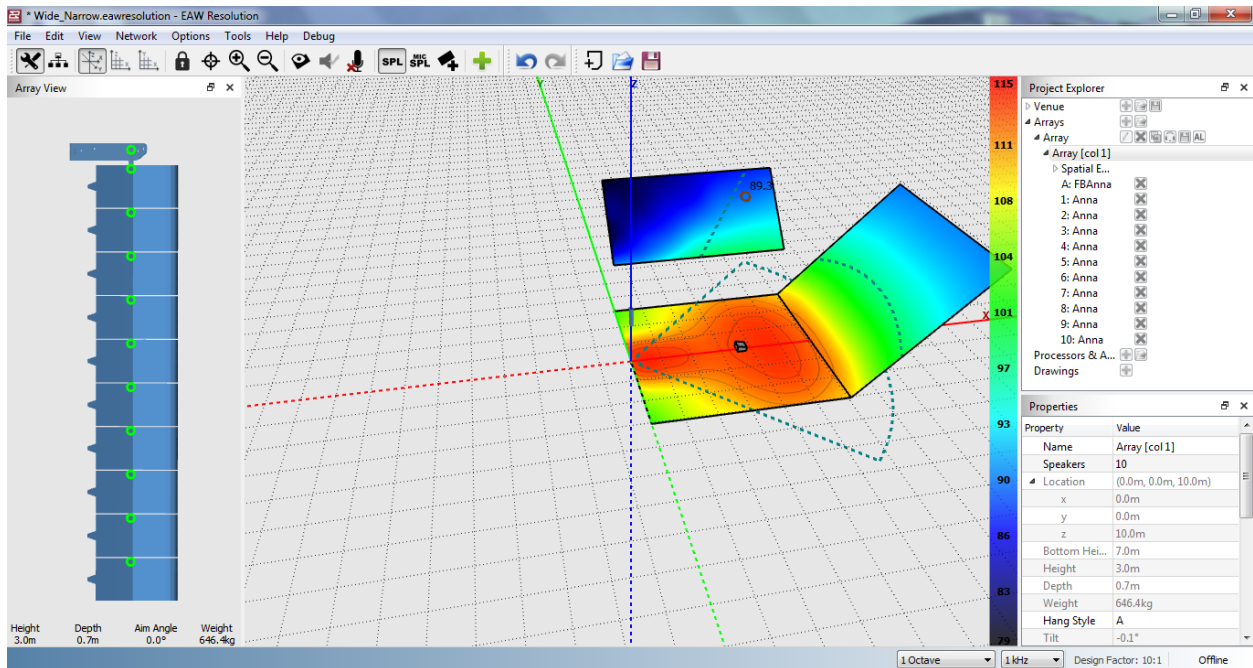 * Wide_Narrow.eawresolution - EAW Resolution
File Edit View Network Options Tools Help Debug
SPL MIC SPL
Array View
Height Depth Aim Angle Weight
3.0m 0.7m 0.0° 646.4kg
Y
Z
X
89.3
115
111
108
104
101
97
93
90
86
83
79
Project Explorer
Venue
Arrays
Array AL
Array [col 1]
Spatial E...
A: FBAnna
1: Anna
2: Anna
3: Anna
4: Anna
5: Anna
6: Anna
7: Anna
8: Anna
9: Anna
10: Anna
Processors & A...
Drawings
Properties
Property Value
Name Array [col 1]
Speakers 10
Location (0.0m, 0.0m, 10.0m)
x 0.0m
y 0.0m
z 10.0m
Bottom Hei... 7.0m
Height 3.0m
Depth 0.7m
Weight 646.4kg
Hang Style A
Tilt -0.1°
1 Octave 1 kHz Design Factor: 10:1 Offline